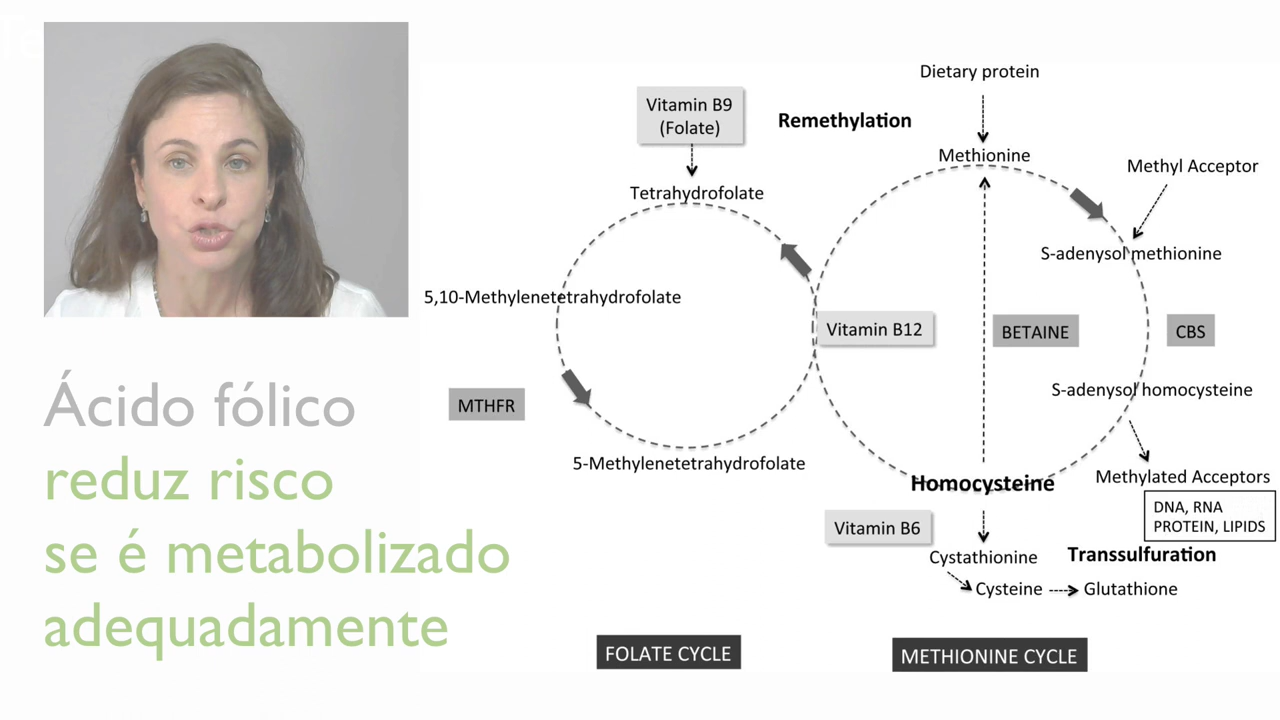 Ácido fólico
reduz risco
se é metabolizado
adequadamente
Vitamin B9
(Folate)
Tetrahydrofolate
5,10-Methylenetetrahydrofolate
MTHFR
5-Methylenetetrahydrofolate
FOLATE CYCLE
Remethylation
Dietary protein
Methionine
Methyl Acceptor
S-adenysol methionine
Vitamin B12
BETAINE
CBS
S-adenysol homocysteine
Homocysteine
Methylated Acceptors
DNA, RNA
PROTEIN, LIPIDS
Vitamin B6
Cystathionine
Transsulfuration
Cysteine
Glutathione
METHIONINE CYCLE